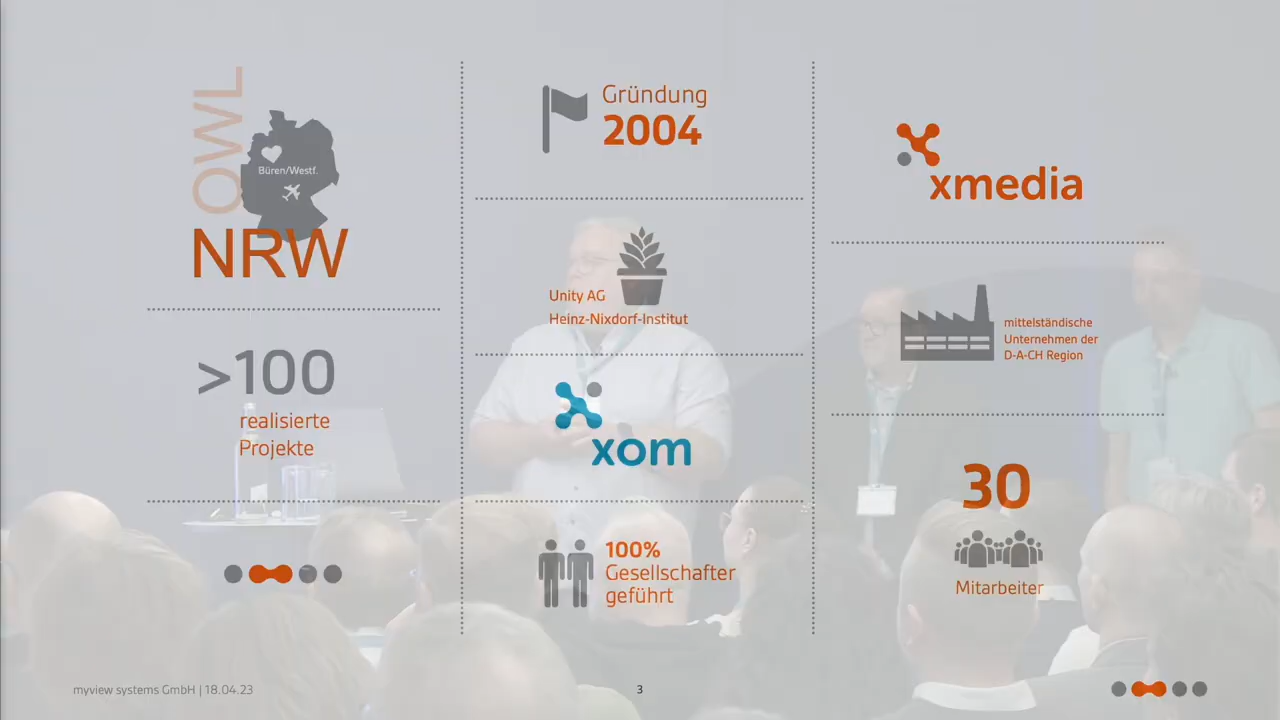 OWL
Büren/Westf.
NRW
>100
realisierte
Projekte
Gründung
2004
Unity AG
Heinz-Nixdorf-Institut
xom
100%
Gesellschafter
geführt
xmedia
mittelständische
Unternehmen der
D-A-CH Region
30
Mitarbeiter
myview systems GmbH | 18.04.23
3